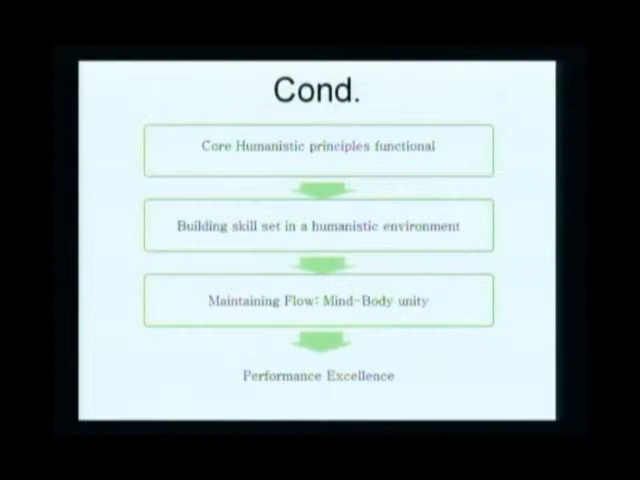 Cond.
Core Humanistic principles functional
Building skill set in a humanistic environment
Maintaining Flow: Mind-Body unity
Performance Excellence